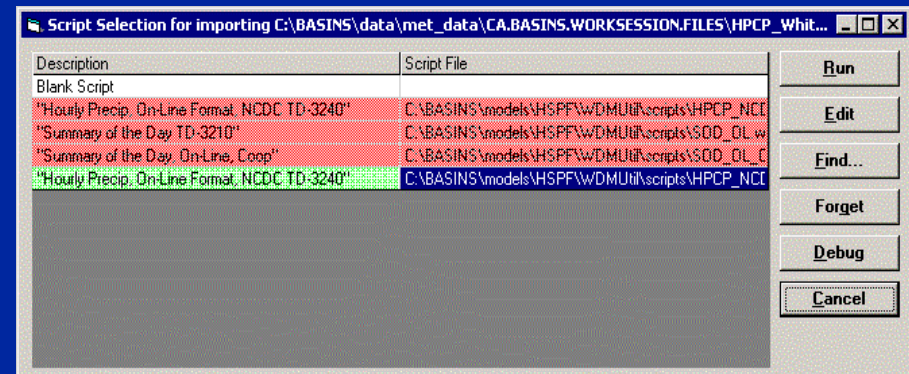 Script Selection for importing C:\BASINS\data\met_data\CA.BASINS.WORKSESSION.FILES\HPCP_Whit...
Description Script File
Blank Script
"Hourly Precip, On-Line Format, NCDC TD-3240" C:\BASINS\models\HSPF\WDMUtil\scripts\HPCP_NCD
"Summary of the Day TD-3210" C:\BASINS\models\HSPF\WDMUtil\scripts\SOD_OL w
"Summary of the Day, On-Line, Coop" C:\BASINS\models\HSPF\WDMUtil\scripts\SOD_OL_C
"Hourly Precip, On-Line Format, NCDC TD-3240" C:\BASINS\models\HSPF\WDMUtil\scripts\HPCP_NCD
Run
Edit
Find...
Forget
Debug
Cancel